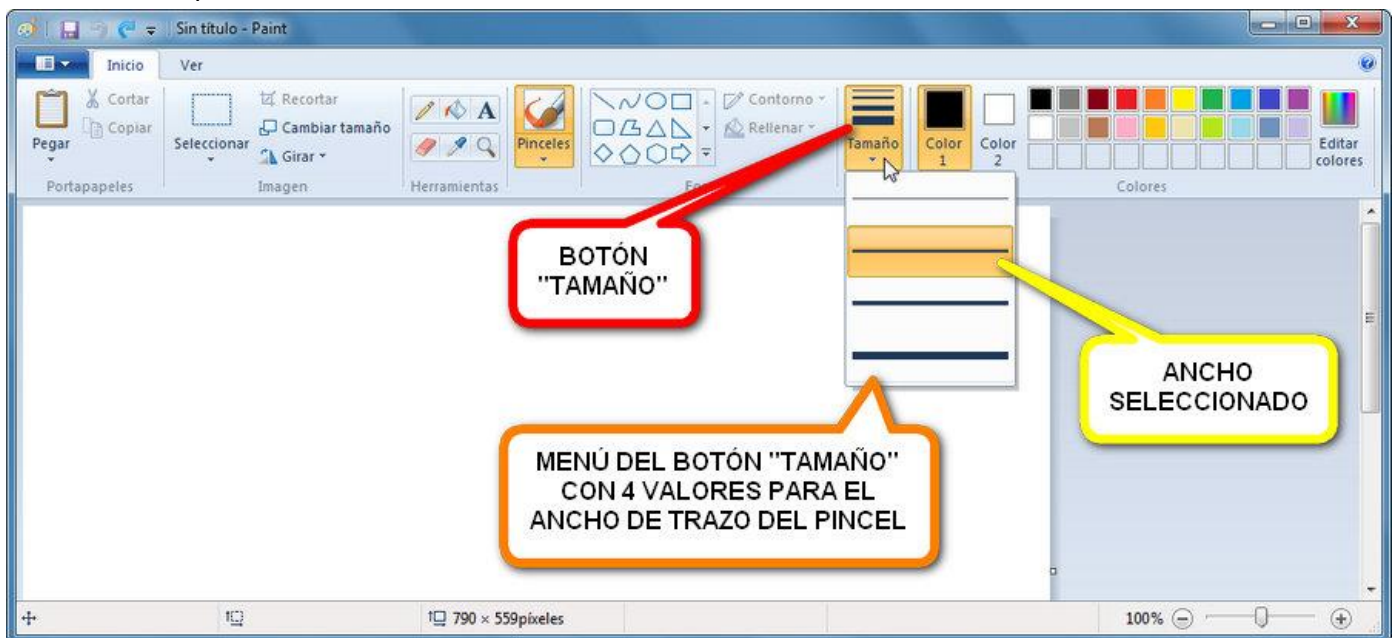 Sin título - Paint
Inicio
Ver
Pegar
Cortar
Copiar
Portapapeles
Seleccionar
Recortar
Cambiar tamaño
Girar
Imagen
A
Herramientas
Pinceles
Contorno
Rellenar
Tamaño
Color
1
Color
2
Editar
colores
Colores
BOTÓN
"TAMAÑO"
ANCHO
SELECCIONADO
MENÚ DEL BOTÓN "TAMAÑO"
CON 4 VALORES PARA EL
ANCHO DE TRAZO DEL PINCEL
790 × 559píxeles
100%